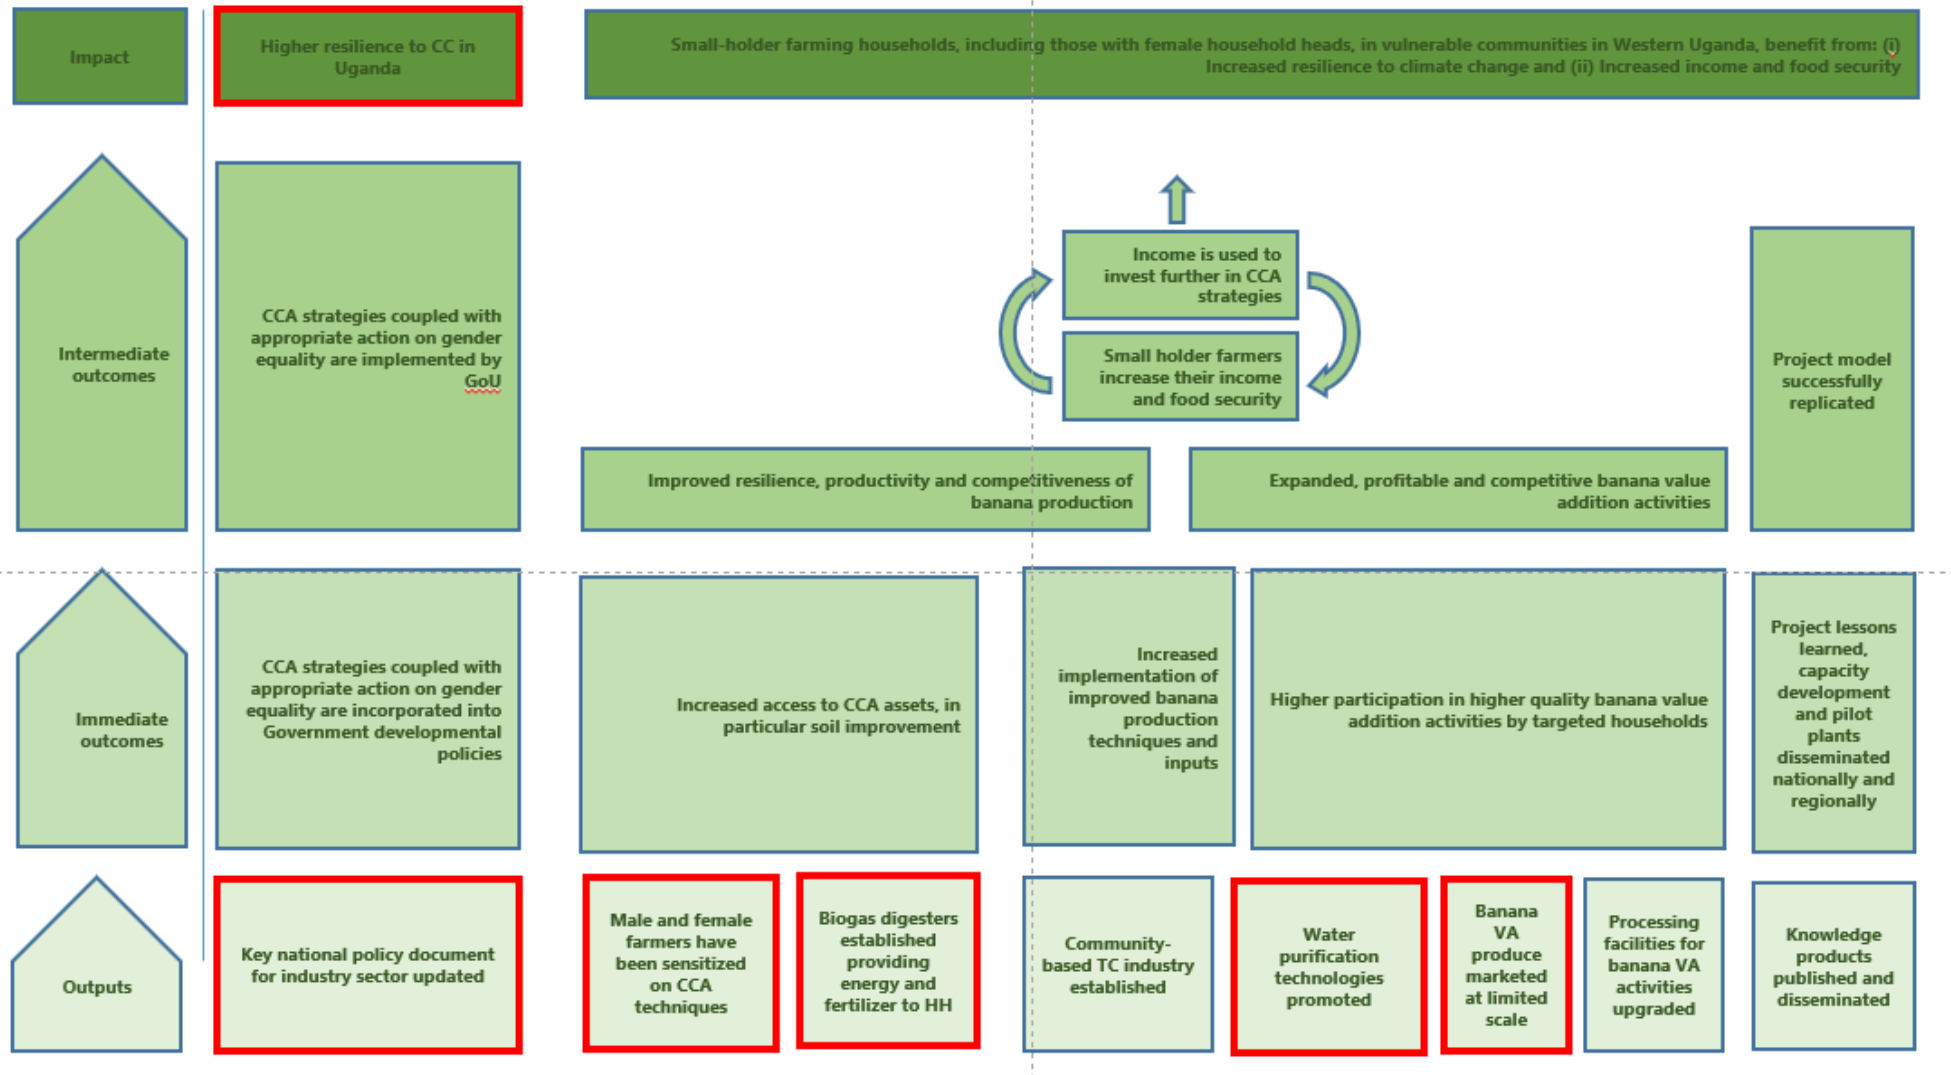 Impact
Higher resilience to CC in
Uganda
Small-holder farming households, including those with female household heads, in vulnerable communities in Western Uganda, benefit from: (i)
Increased resilience to climate change and (ii) Increased income and food security
Intermediate
outcomes
CCA strategies coupled with
appropriate action on gender
equality are implemented by
GoU
Income is used to
invest further in CCA
strategies
Small holder farmers
increase their income
and food security
Improved resilience, productivity and competitiveness of
banana production
Expanded, profitable and competitive banana value
addition activities
Project model
successfully
replicated
Immediate
outcomes
CCA strategies coupled with
appropriate action on gender
equality are incorporated into
Government developmental
policies
Increased access to CCA assets, in
particular soil improvement
Increased
implementation of
improved banana
production
techniques and
inputs
Higher participation in higher quality banana value
addition activities by targeted households
Project lessons
learned,
capacity
development
and pilot
plants
disseminated
nationally and
regionally
Outputs
Key national policy document
for industry sector updated
Male and female
farmers have
been sensitized
on CCA
techniques
Biogas digesters
established
providing
energy and
fertilizer to HH
Community-
based TC industry
established
Water
purification
technologies
promoted
Banana
VA
produce
marketed
at limited
scale
Processing
facilities for
banana VA
activities
upgraded
Knowledge
products
published and
disseminated